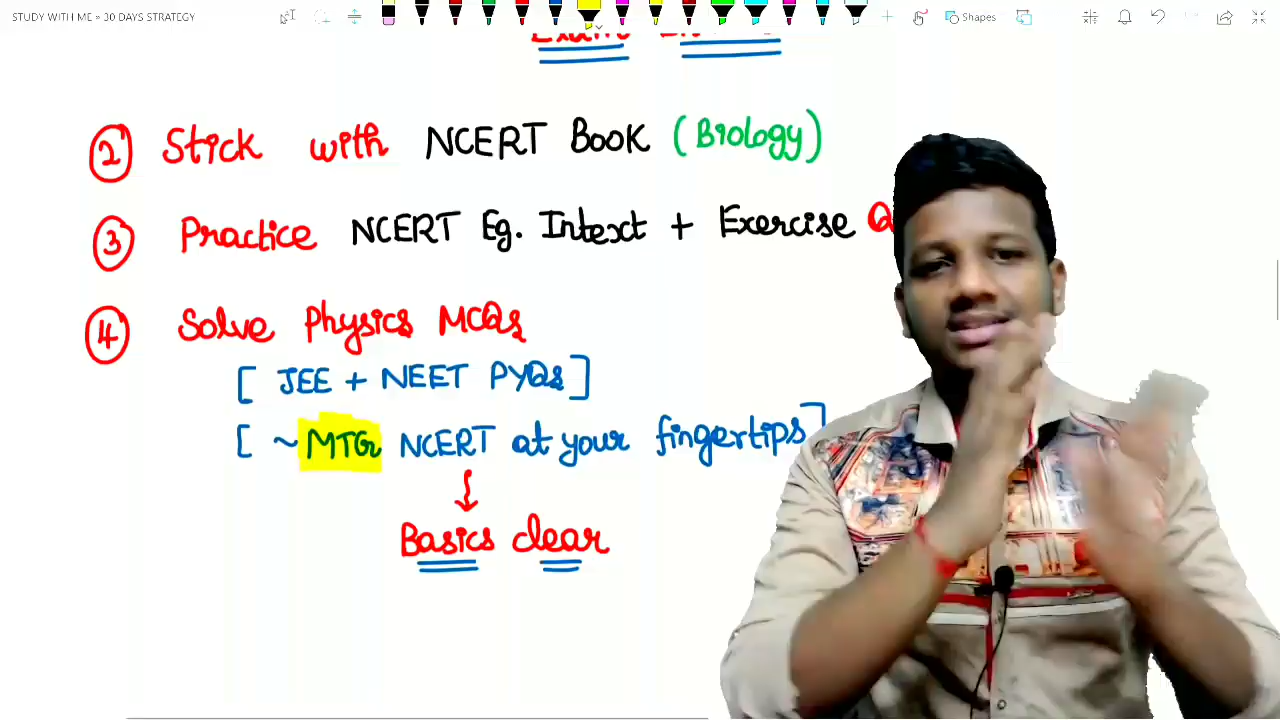 STUDY WITH ME » 30 DAYS STRATEGY
Shapes
② Stick with NCERT Book (Biology)
③ Practice NCERT Eg. Intext + Exercise Q
④ Solve Physics MCQs
[ JEE + NEET PYQs ]
[ ~ MTG NCERT at your fingertips ]
Basics clear